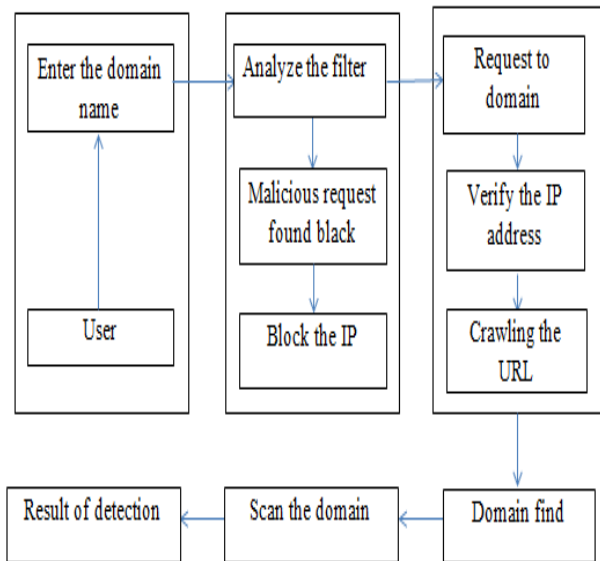 Enter the domain
name
User
Analyze the filter
Malicious request
found black
Block the IP
Request to
domain
Verify the IP
address
Crawling the
URL
Domain find
Scan the domain
Result of detection